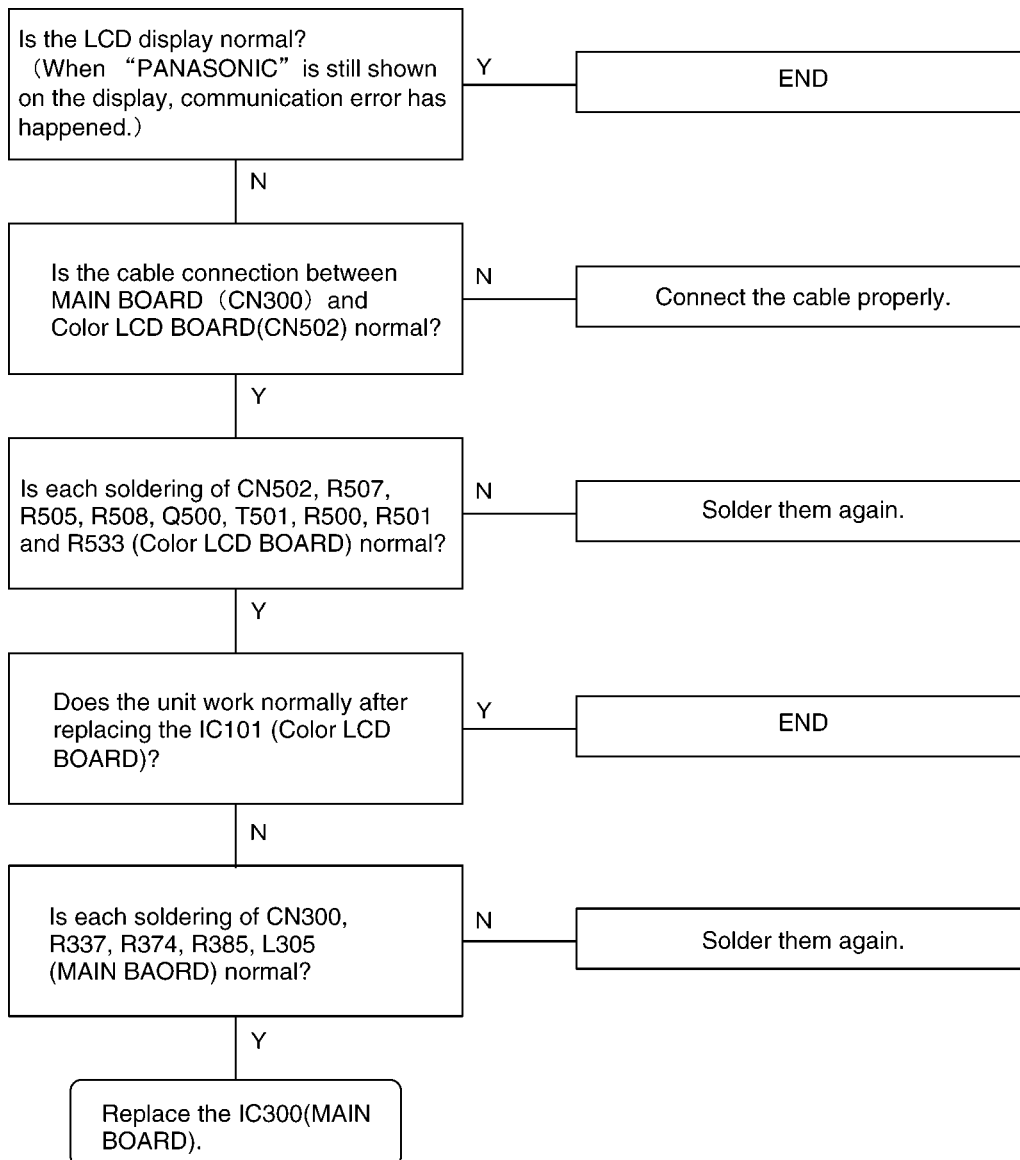 Is the LCD display normal?
（When “PANASONIC” is still shown
on the display, communication error has
happened.）
Y
END
N
Is the cable connection between
MAIN BOARD（CN300）and
Color LCD BOARD(CN502) normal?
N
Connect the cable properly.
Y
Is each soldering of CN502, R507,
R505, R508, Q500, T501, R500, R501
and R533 (Color LCD BOARD) normal?
N
Solder them again.
Y
Does the unit work normally after
replacing the IC101 (Color LCD
BOARD)?
Y
END
N
Is each soldering of CN300,
R337, R374, R385, L305
(MAIN BAORD) normal?
N
Solder them again.
Y
Replace the IC300(MAIN
BOARD).